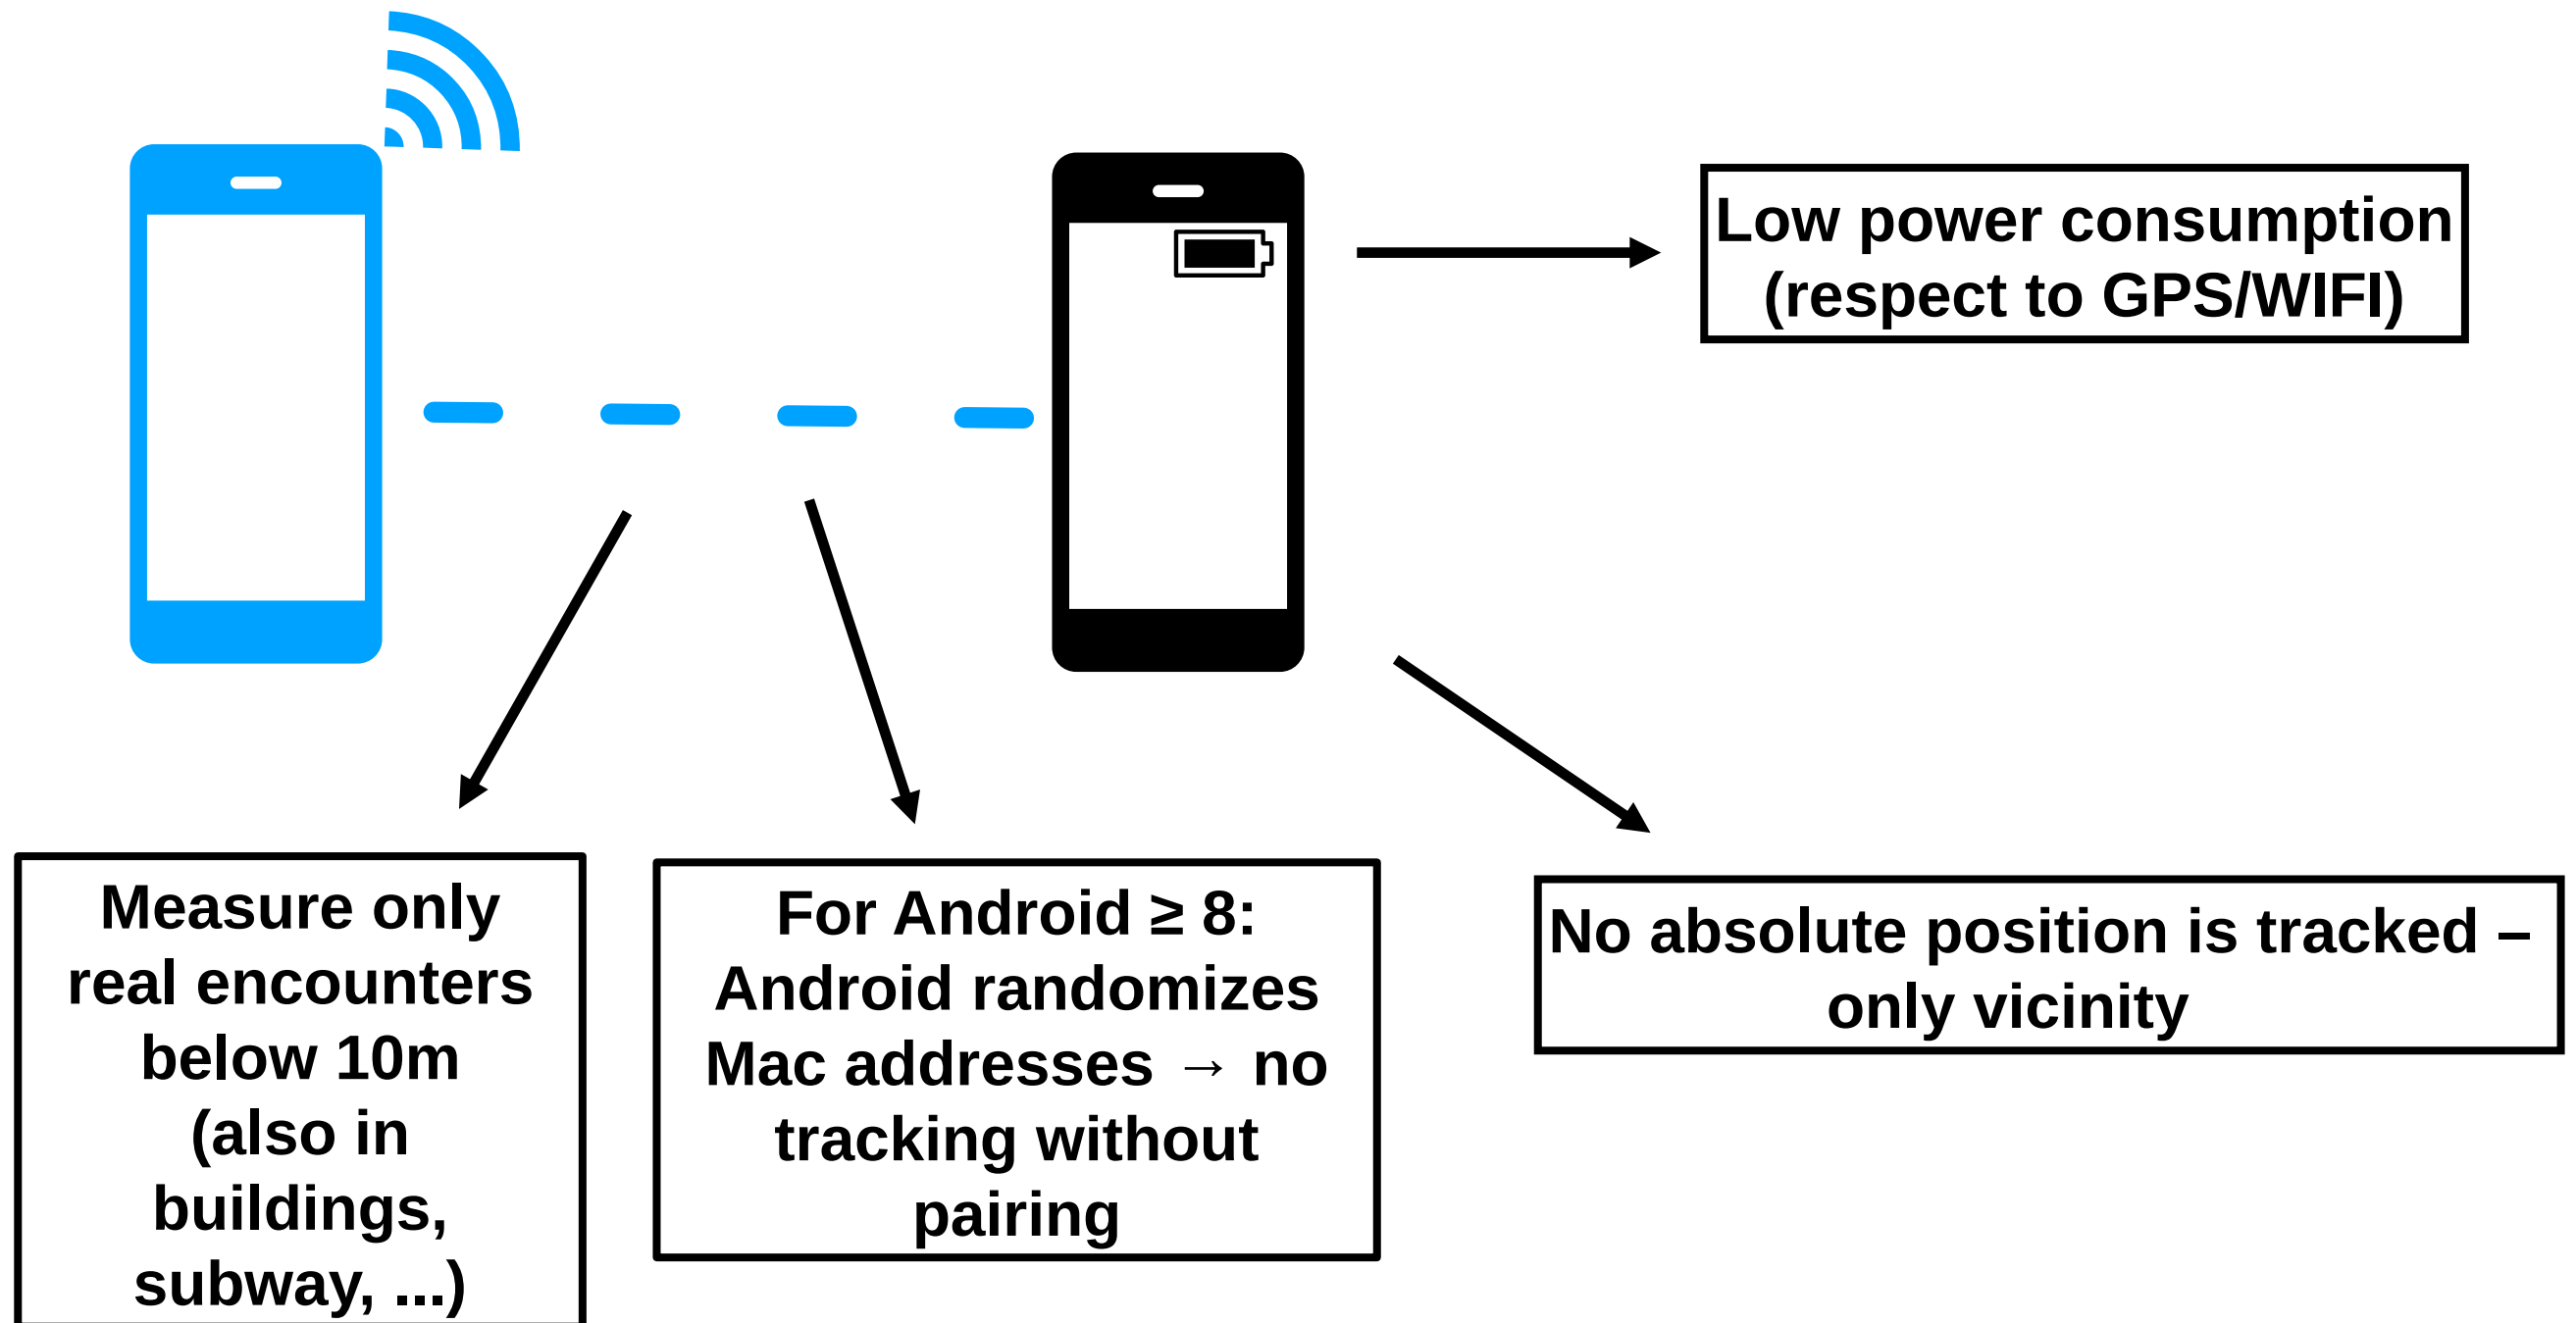 Low power consumption
(respect to GPS/WIFI)
Measure only
real encounters
below 10m
(also in
buildings,
subway, ...)
For Android ≥ 8:
Android randomizes
Mac addresses → no
tracking without
pairing
No absolute position is tracked –
only vicinity